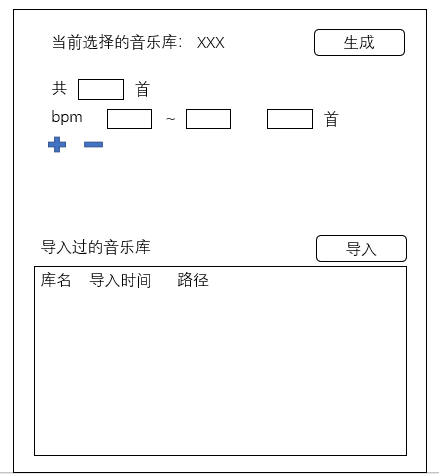 当前选择的音乐库： XXX 生成
共 首
bpm ~ 首
导入过的音乐库 导入
库名 导入时间 路径